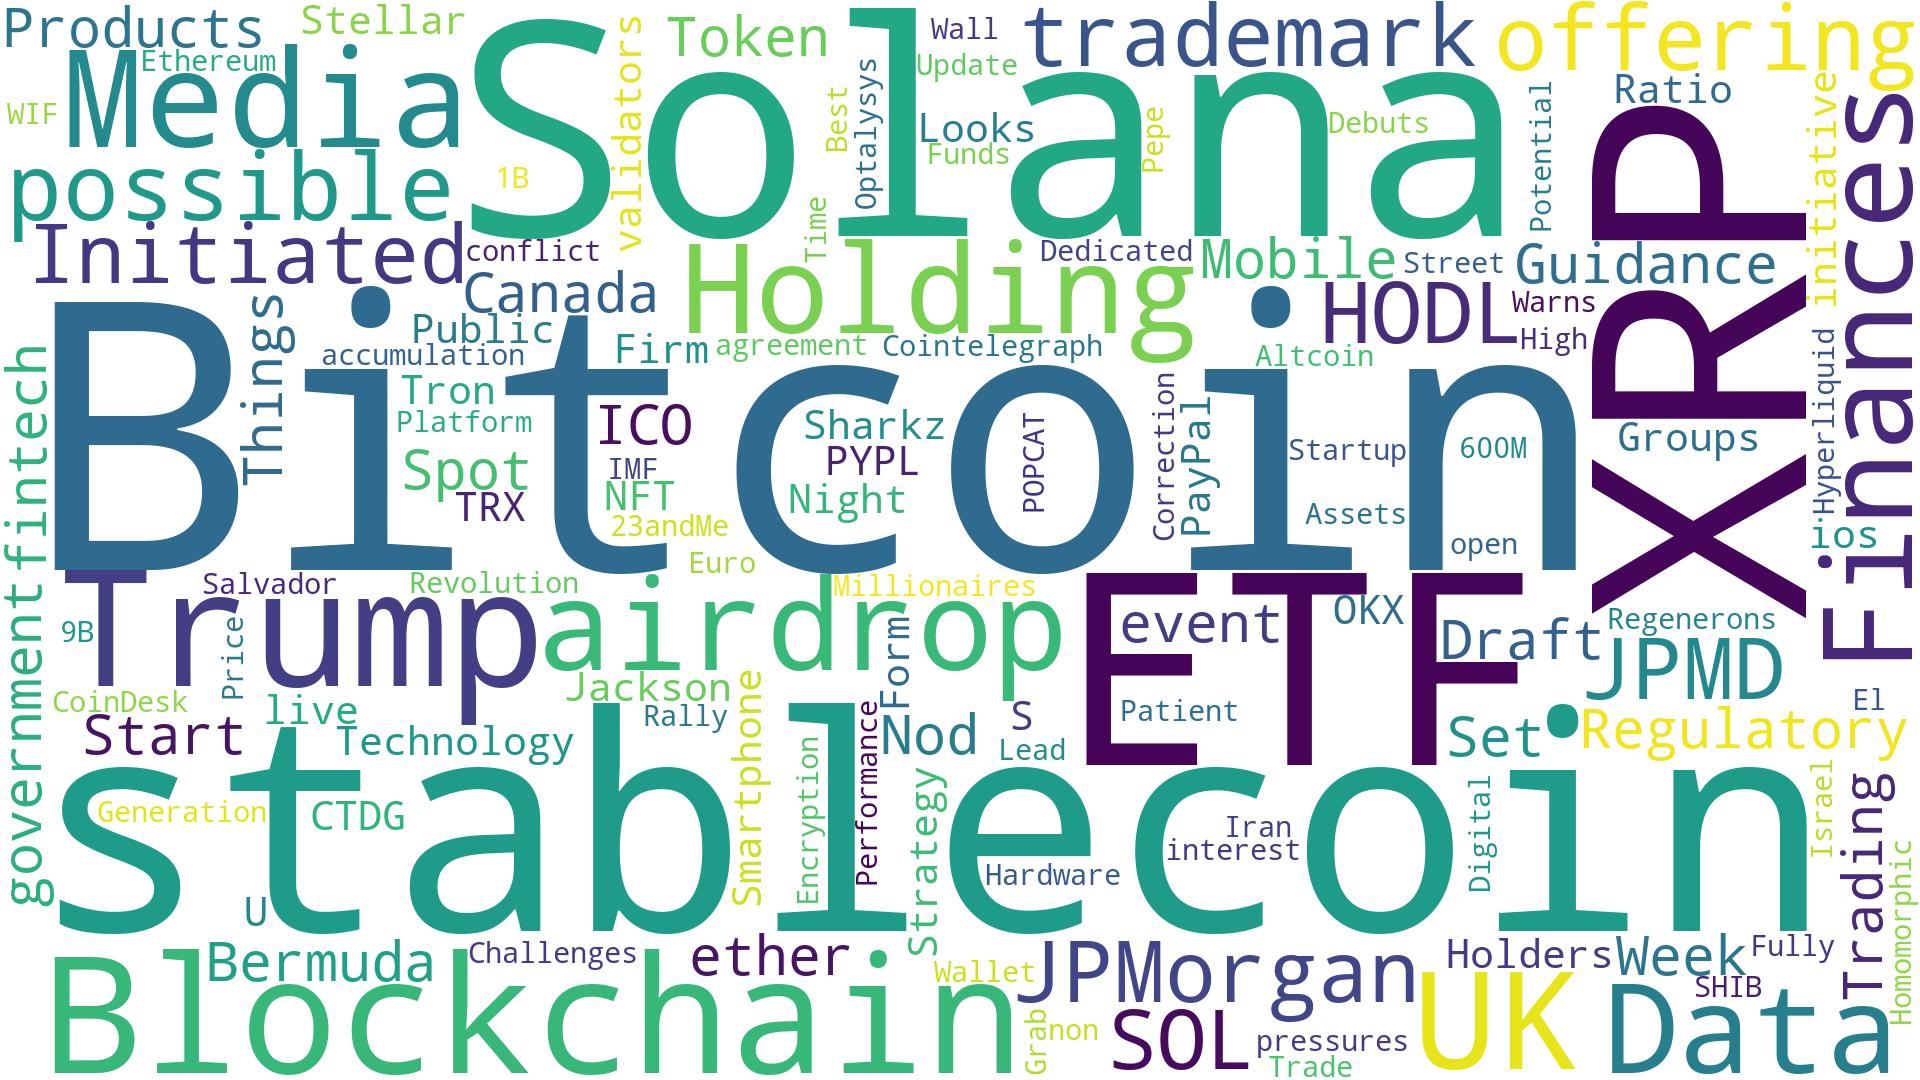 Products
Stellar
Token
Wall
trademark
offering
Media
Ethereum
Solana
validators
Update
WIF
Optalysys
Best
Looks
Funds
Pepe
Debuts
Potential
Ratio
XRP
initiative
Finances
possible
1B
Time
Initiated
conflict
Holding
Dedicated
Mobile
Street
Guidance
Canada
HODL
Warns
High
Bitcoin
Things
Public
accumulation
Firm
agreement
Cointelegraph
Altcoin
Hyperliquid
fintech
Tron
Platform
ICO
Sharkz
POPCAT
Correction
PayPal
Startup
600M
Groups
Spot
IMF
PYPL
TRX
NFT
Night
Assets
23andMe
open
ios
Euro
government
Trump
Salvador
Revolution
airdrop
Millionaires
ETF
event
OKX
Regenerons
9B
Price
Form
Draft
JPMD
CoinDesk
live
Jackson
Smartphone
Rally
Performance
S
Patient
El
Start
Technology
Nod
Lead
Set
Regulatory
stablecoin
Encryption
Strategy
Digital
Israel
Trading
Generation
CTDG
Iran
interest
Hardware
Homomorphic
U
Bermuda
Challenges
ether
Wallet
JPMorgan
Holders
Week
Fully
Blockchain
SHIB
UK
Data
Grab
non
SOL
pressures
Trade